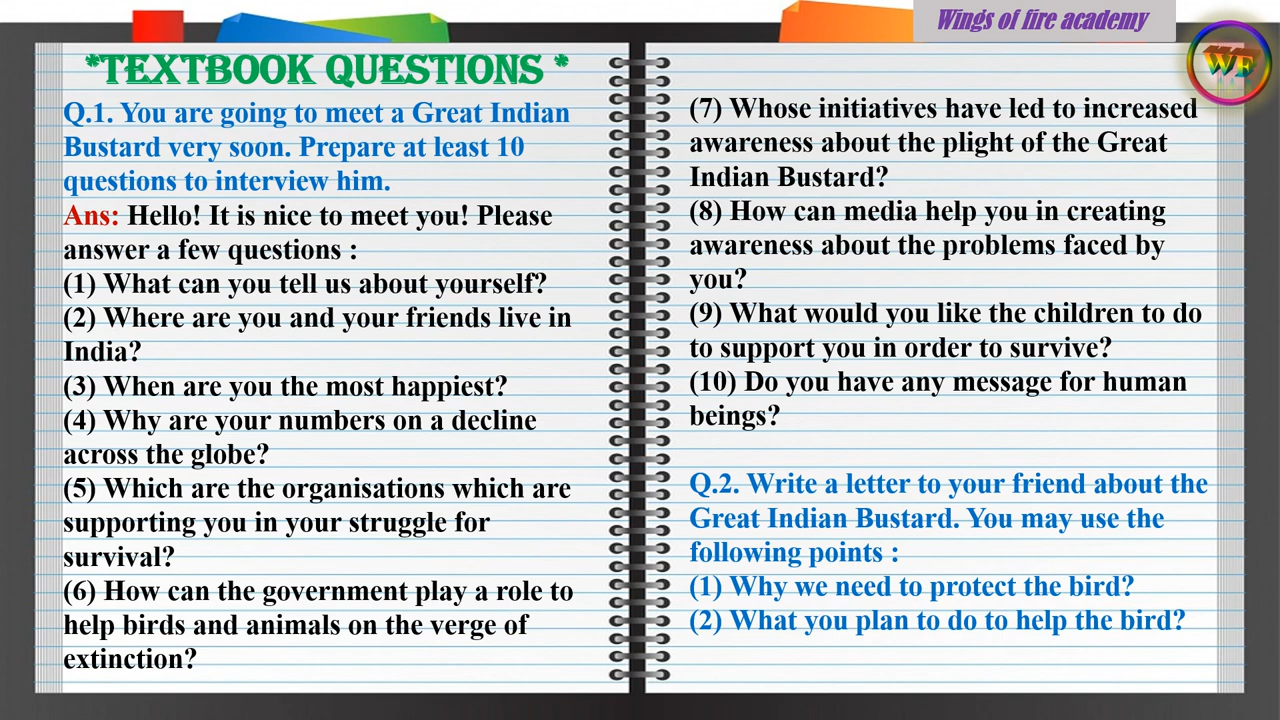 Wings of fire academy
WF
*TEXTBOOK QUESTIONS *
Q.1. You are going to meet a Great Indian
Bustard very soon. Prepare at least 10
questions to interview him.
Ans: Hello! It is nice to meet you! Please
answer a few questions :
(1) What can you tell us about yourself?
(2) Where are you and your friends live in
India?
(3) When are you the most happiest?
(4) Why are your numbers on a decline
across the globe?
(5) Which are the organisations which are
supporting you in your struggle for
survival?
(6) How can the government play a role to
help birds and animals on the verge of
extinction?
(7) Whose initiatives have led to increased
awareness about the plight of the Great
Indian Bustard?
(8) How can media help you in creating
awareness about the problems faced by
you?
(9) What would you like the children to do
to support you in order to survive?
(10) Do you have any message for human
beings?
Q.2. Write a letter to your friend about the
Great Indian Bustard. You may use the
following points :
(1) Why we need to protect the bird?
(2) What you plan to do to help the bird?